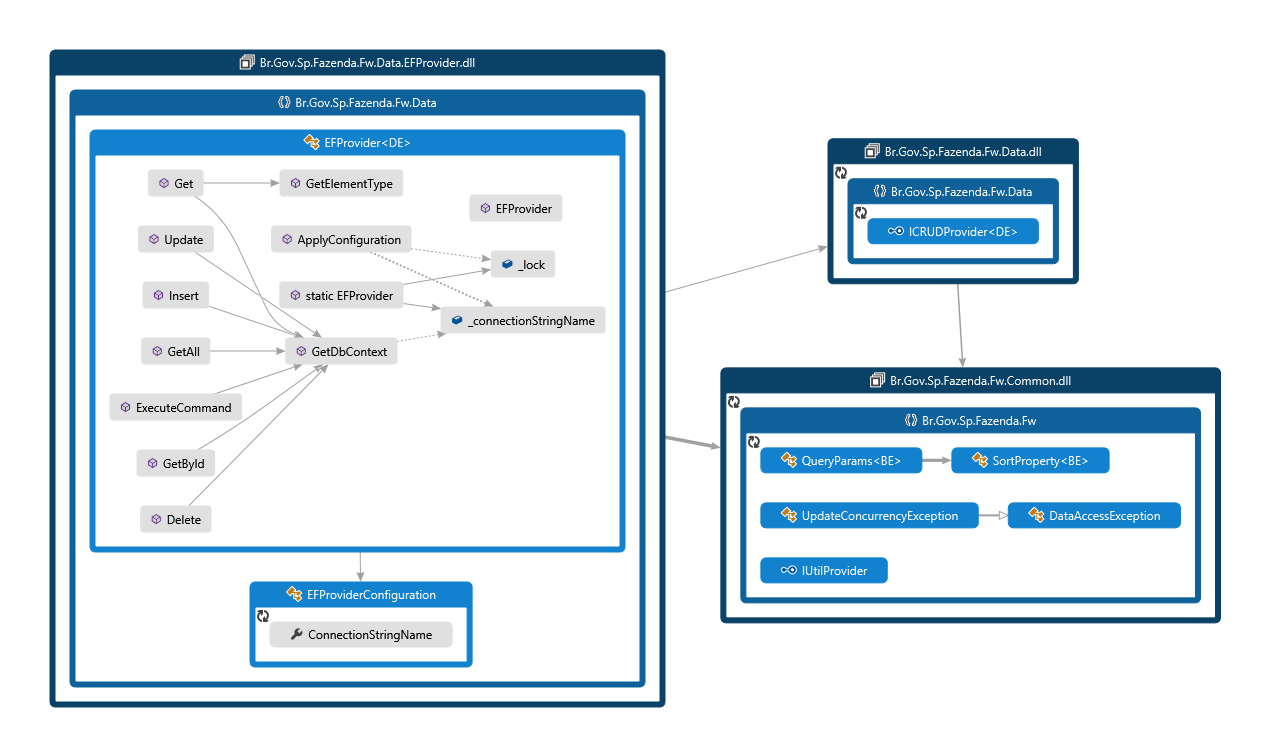 Br.Gov.Sp.Fazenda.Fw.Data.EFProvider.dll
Br.Gov.Sp.Fazenda.Fw.Data
EFProvider<DE>
Get
GetElementType
EFProvider
Update
ApplyConfiguration
_lock
Insert
static EFProvider
_connectionStringName
GetAll
GetDbContext
ExecuteCommand
GetById
Delete
EFProviderConfiguration
ConnectionStringName
Br.Gov.Sp.Fazenda.Fw.Data.dll
Br.Gov.Sp.Fazenda.Fw.Data
ICRUDProvider<DE>
Br.Gov.Sp.Fazenda.Fw.Common.dll
Br.Gov.Sp.Fazenda.Fw
QueryParams<BE>
SortProperty<BE>
UpdateConcurrencyException
DataAccessException
IUtilProvider